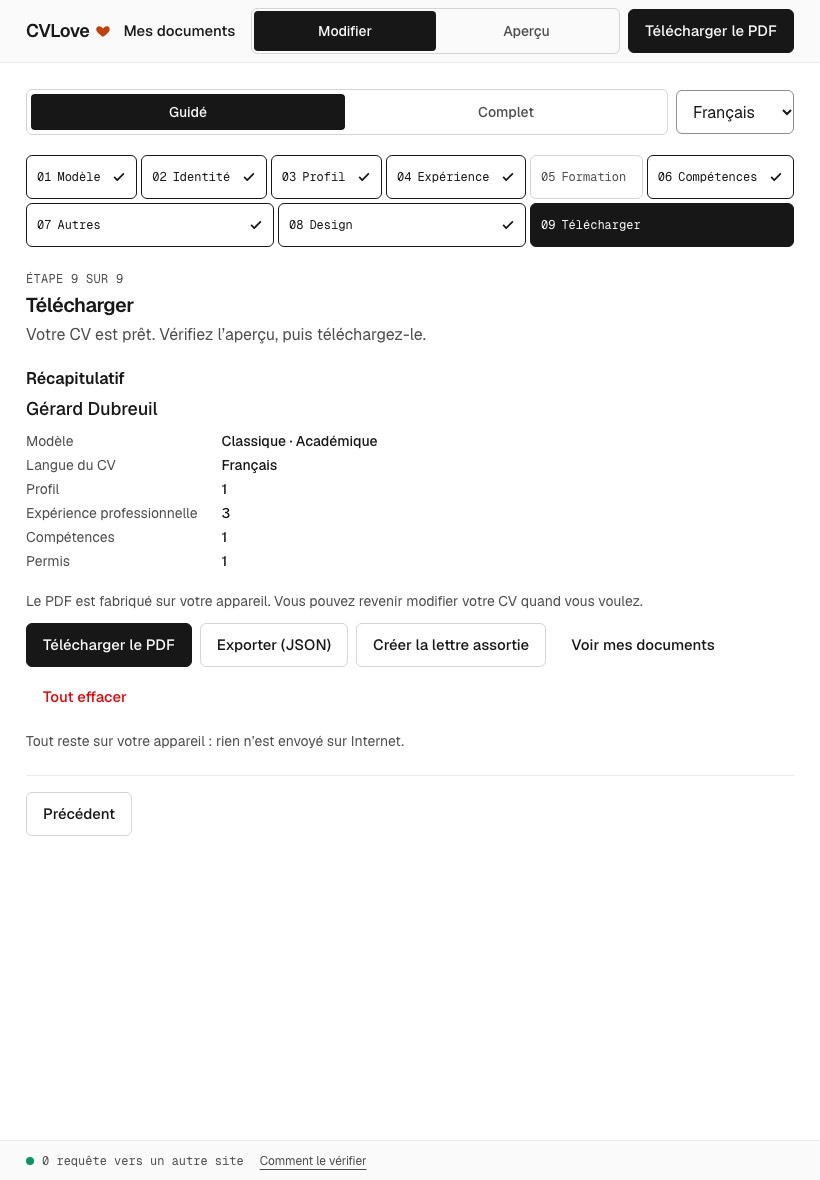 CVLove Mes documents Modifier Aperçu Télécharger le PDF
Guidé Complet Français
01 Modèle 02 Identité 03 Profil 04 Expérience 05 Formation 06 Compétences
07 Autres 08 Design 09 Télécharger
ÉTAPE 9 SUR 9
Télécharger
Votre CV est prêt. Vérifiez l’aperçu, puis téléchargez-le.
Récapitulatif
Gérard Dubreuil
Modèle Classique · Académique
Langue du CV Français
Profil 1
Expérience professionnelle 3
Compétences 1
Permis 1
Le PDF est fabriqué sur votre appareil. Vous pouvez revenir modifier votre CV quand vous voulez.
Télécharger le PDF Exporter (JSON) Créer la lettre assortie Voir mes documents
Tout effacer
Tout reste sur votre appareil : rien n’est envoyé sur Internet.
Précédent
0 requête vers un autre site Comment le vérifier